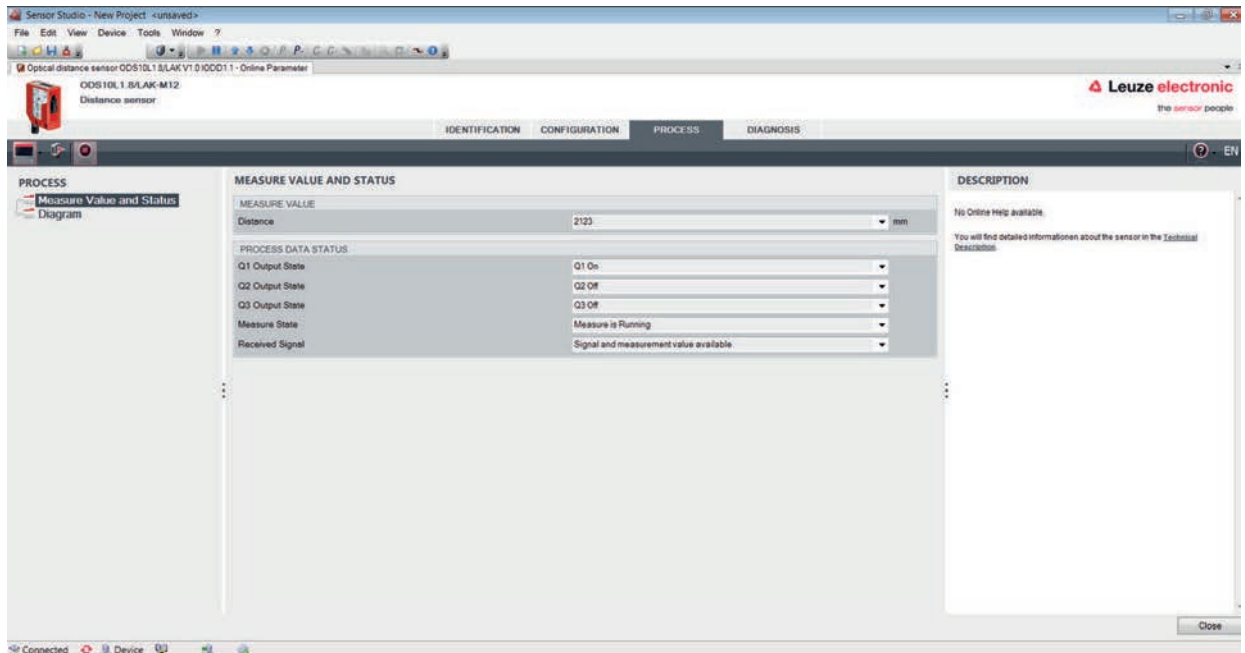 Sensor Studio - New Project <unsaved>
File Edit View Device Tools Window ?
Optical distance sensor ODS10L1.8/LAK V1.0 IODD1.1 - Online Parameter
ODS10L1.8/LAK-M12
Distance sensor
Leuze electronic
the sensor people
IDENTIFICATION CONFIGURATION PROCESS DIAGNOSIS
EN
PROCESS
Measure Value and Status
Diagram
MEASURE VALUE AND STATUS
MEASURE VALUE
Distance 2123 mm
PROCESS DATA STATUS
Q1 Output State Q1 On
Q2 Output State Q2 Off
Q3 Output State Q3 Off
Measure State Measure is Running
Received Signal Signal and measurement value available
DESCRIPTION
No Online Help available.
You will find detailed informationen about the sensor in the Technical
Description.
Close
Connected Device